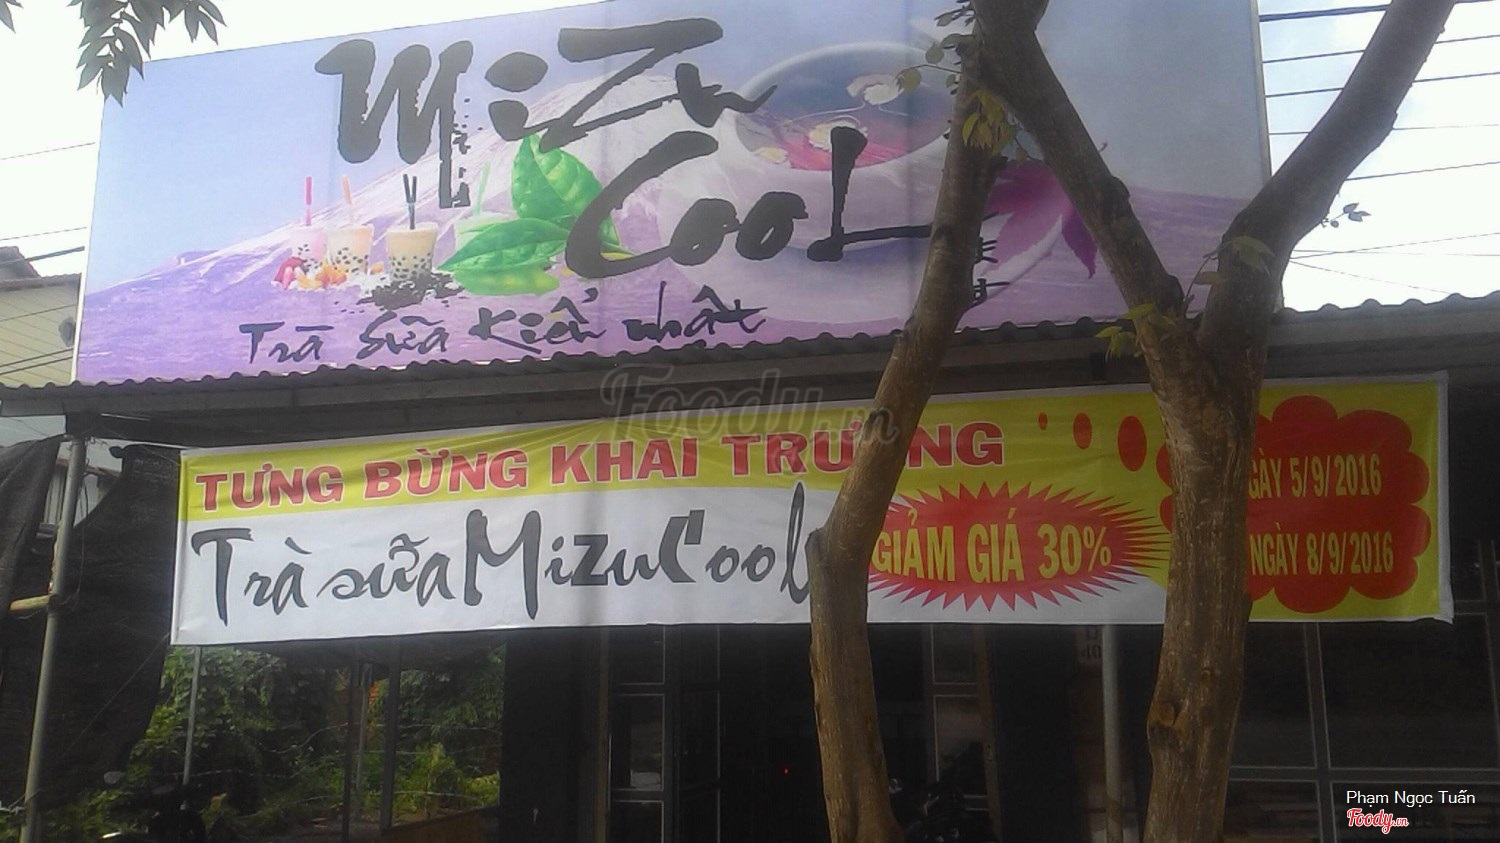 Mizu
Cool
Trà Sữa Kiểu Nhật
Foody.vn
TƯNG BỪNG KHAI TRƯƠNG
Trà sữa MizuCool
GIẢM GIÁ 30%
NGÀY 5/9/2016
NGÀY 8/9/2016
Phạm Ngọc Tuấn
Foody.vn